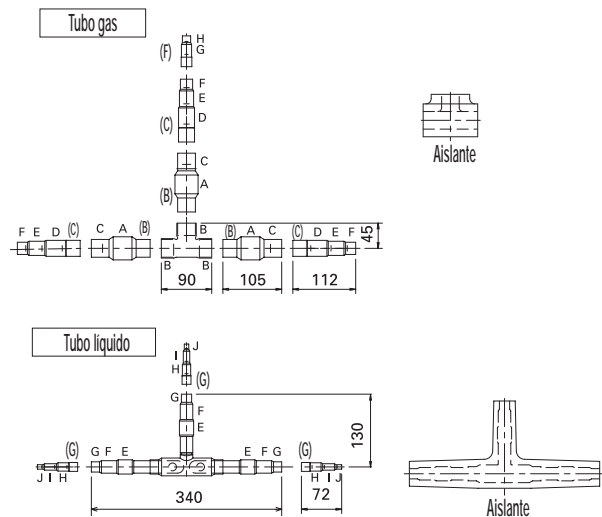 Tubo gas
H
(F) G
F
E
(C) D
C
A
(B)
F E D (C) C A (B) B (B) A C (C) D E F 45
B B
90 105 112
Aislante
Tubo líquido
J
I
H
(G)
G
F
E
130
(G) G F E E F G (G)
J I H H I J
340 72
Aislante